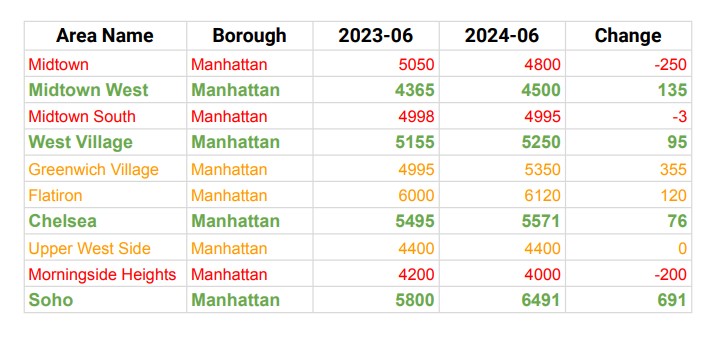 Area Name Borough 2023-06 2024-06 Change
Midtown Manhattan 5050 4800 -250
Midtown West Manhattan 4365 4500 135
Midtown South Manhattan 4998 4995 -3
West Village Manhattan 5155 5250 95
Greenwich Village Manhattan 4995 5350 355
Flatiron Manhattan 6000 6120 120
Chelsea Manhattan 5495 5571 76
Upper West Side Manhattan 4400 4400 0
Morningside Heights Manhattan 4200 4000 -200
Soho Manhattan 5800 6491 691